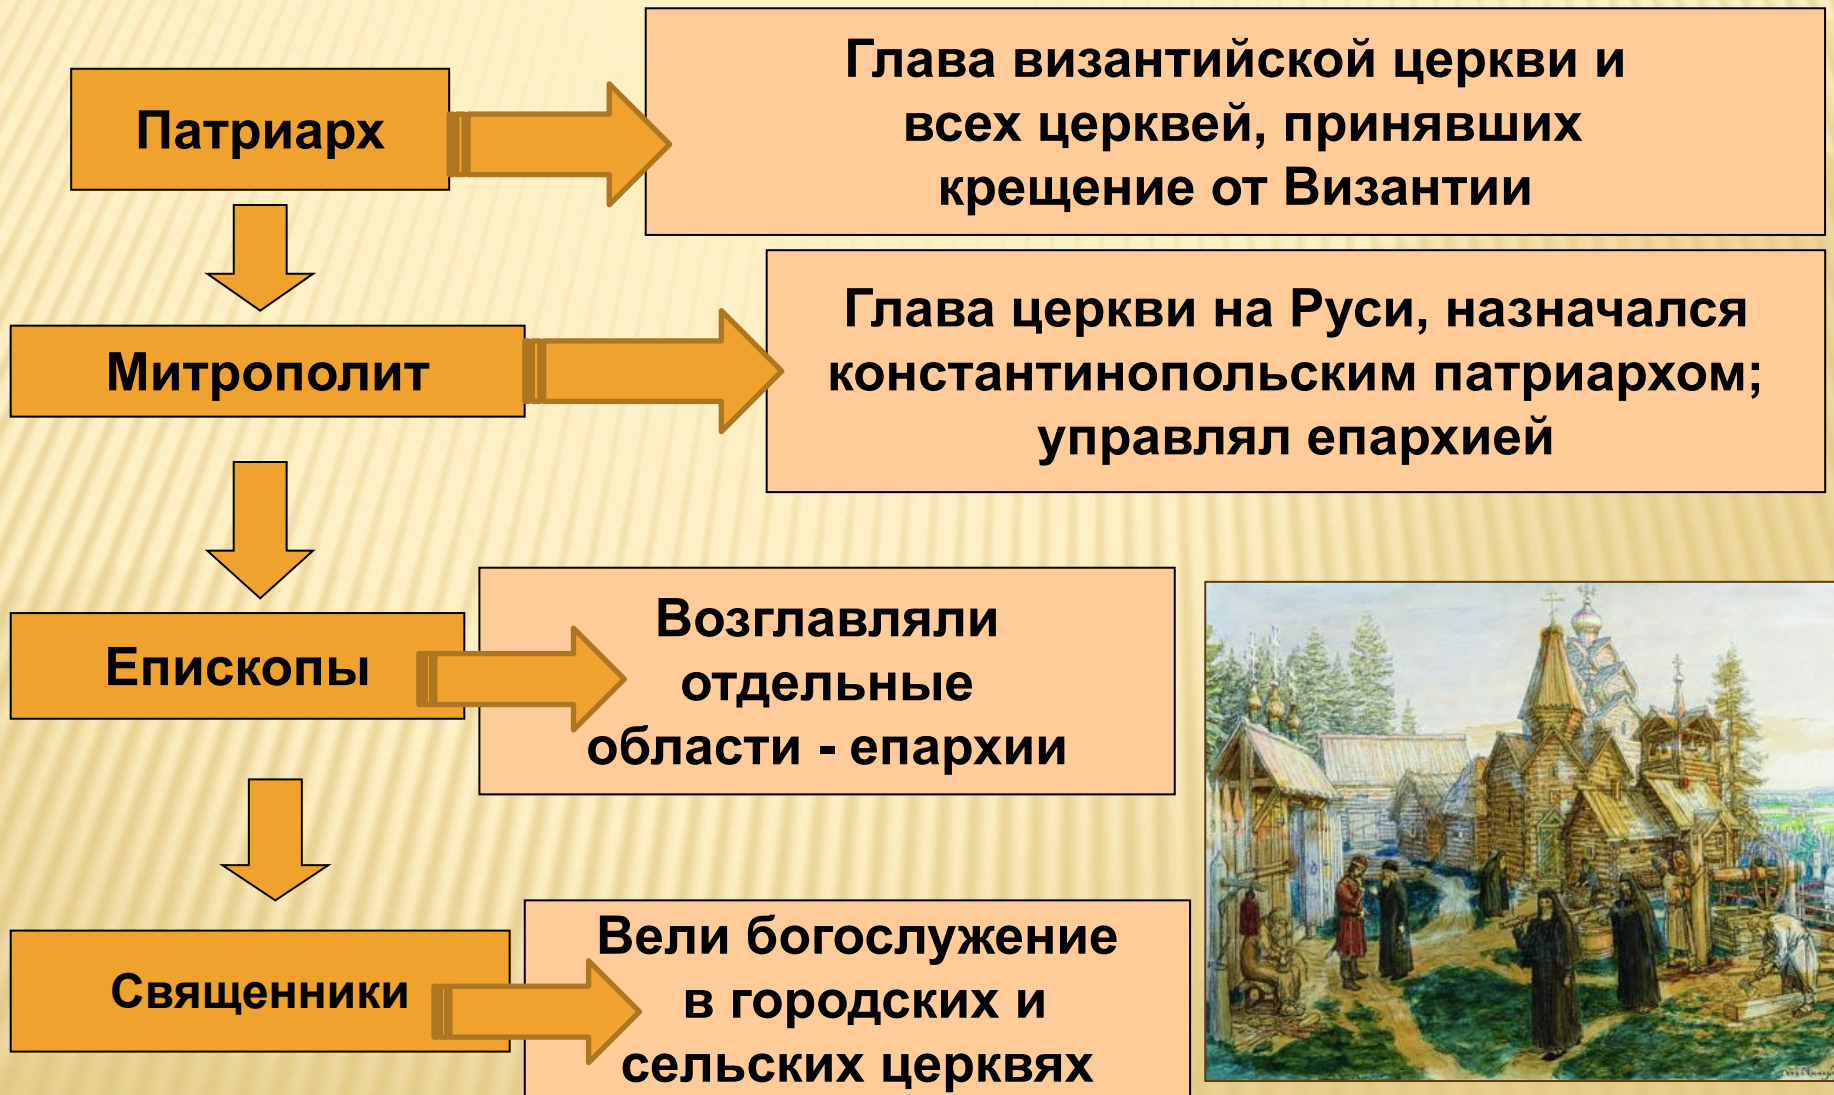 Патриарх
Глава византийской церкви и
всех церквей, принявших
крещение от Византии
Митрополит
Глава церкви на Руси, назначался
константинопольским патриархом;
управлял епархией
Епископы
Возглавляли
отдельные
области - епархии
Священники
Вели богослужение
в городских и
сельских церквях